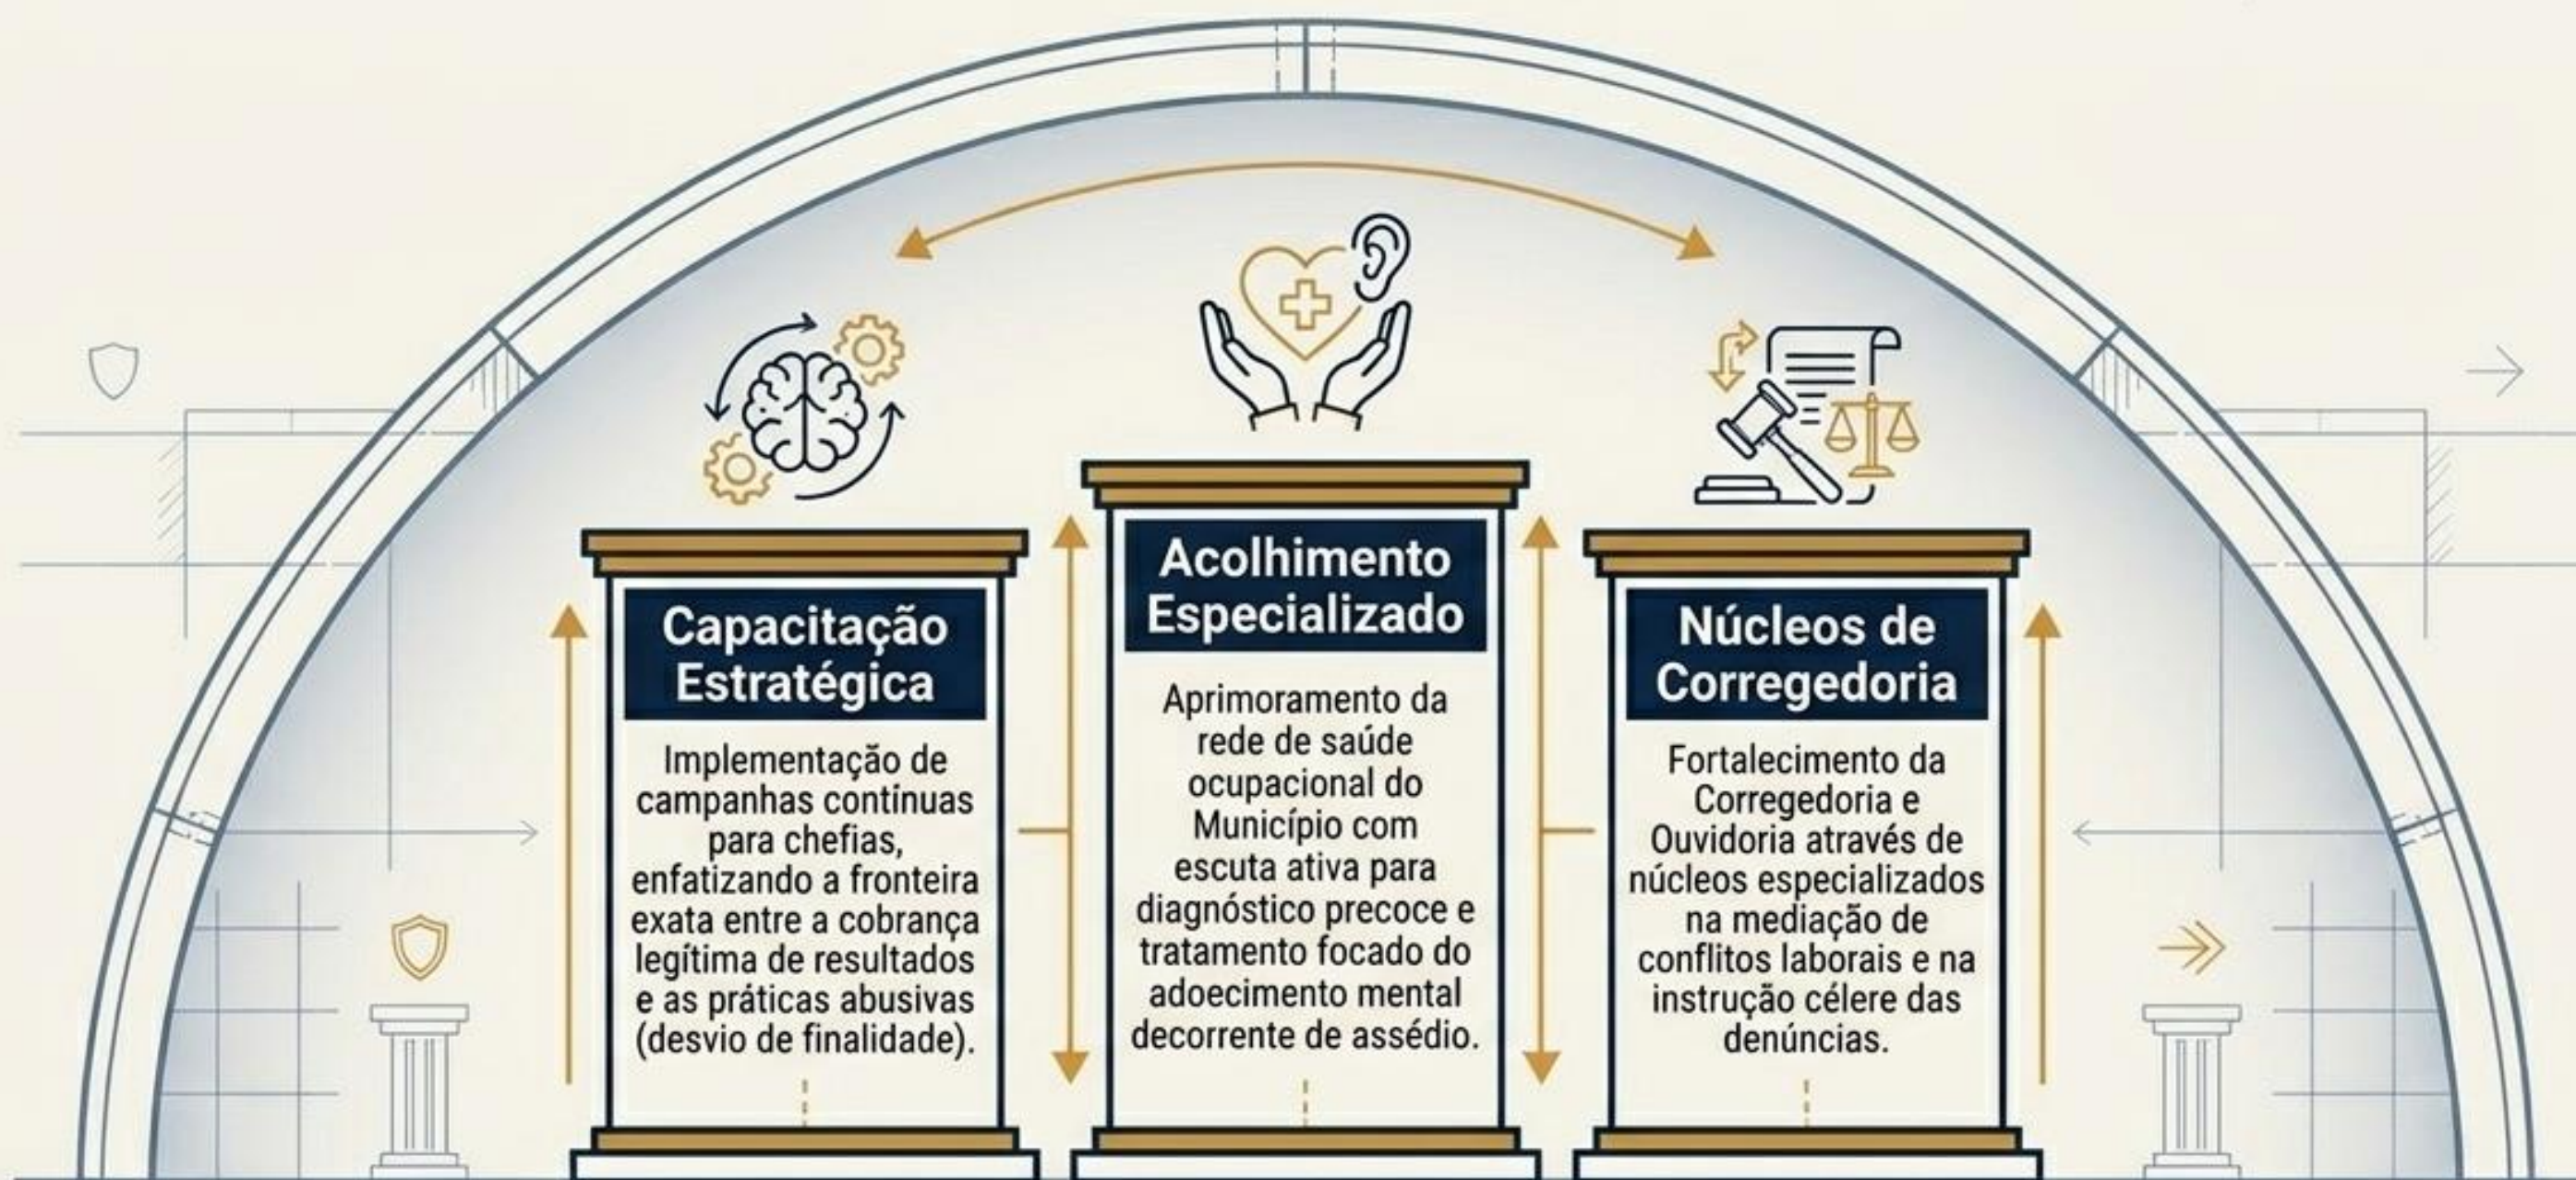 Capacitação
Estratégica
Implementação de
campanhas contínuas
para chefias,
enfatizando a fronteira
exata entre a cobrança
legítima de resultados
e as práticas abusivas
(desvio de finalidade).
Acolhimento
Especializado
Aprimoramento da
rede de saúde
ocupacional do
Município com
escuta ativa para
diagnóstico precoce e
tratamento focado do
adoecimento mental
decorrente de assédio.
Núcleos de
Corregedoria
Fortalecimento da
Corregedoria e
Ouvidoria através de
núcleos especializados
na mediação de
conflitos laborais e na
instrução célere das
denúncias.